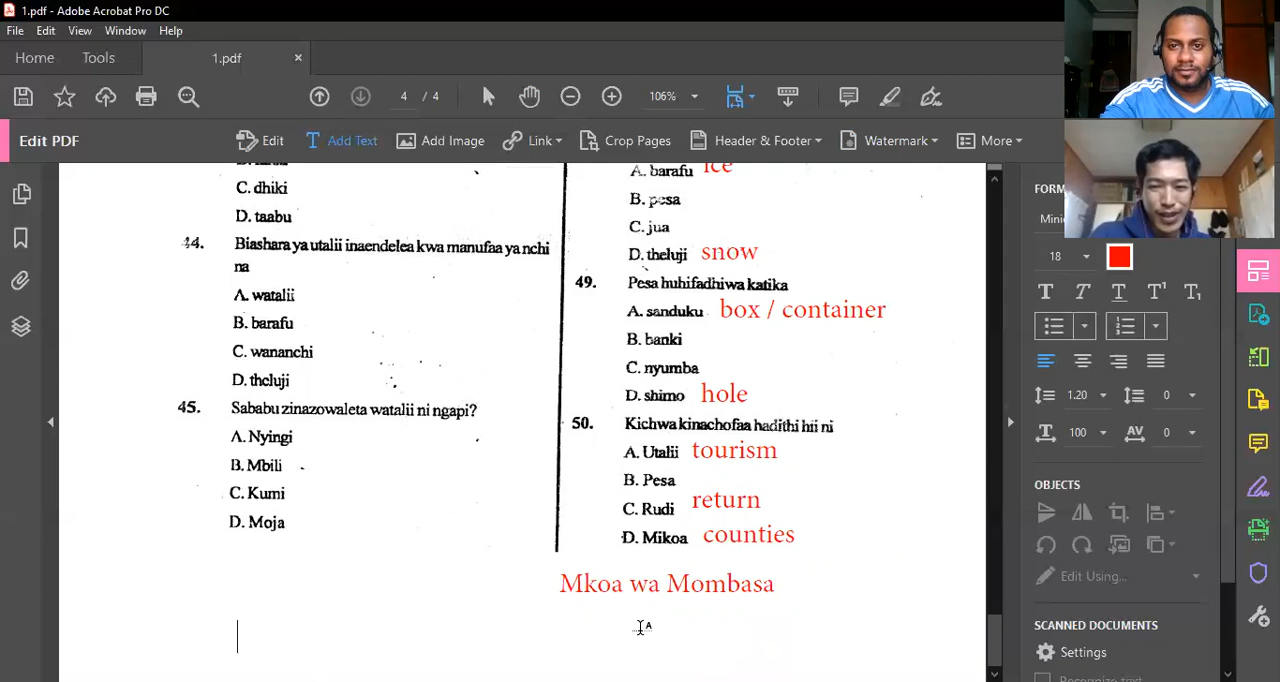 1.pdf - Adobe Acrobat Pro DC
File Edit View Window Help
Home Tools 1.pdf ×
4 / 4 106%
Edit PDF Edit Add Text Add Image Link Crop Pages Header & Footer Watermark More
C. dhiki
D. taabu
44. Biashara ya utalii inaendelea kwa manufaa ya nchi
na
A. watalii
B. barafu
C. wananchi
D. theluji
45. Sababu zinazowaleta watalii ni ngapi?
A. Nyingi
B. Mbili
C. Kumi
D. Moja
A. barafu ice
B. pesa
C. jua
D. theluji snow
49. Pesa huhifadhiwa katika
A. sanduku box / container
B. banki
C. nyumba
D. shimo hole
50. Kichwa kinachofaa hadithi hii ni
A. Utalii tourism
B. Pesa
C. Rudi return
D. Mikoa counties
Mkoa wa Mombasa
18
1.20 0
100 AV 0
OBJECTS
Edit Using...
SCANNED DOCUMENTS
Settings